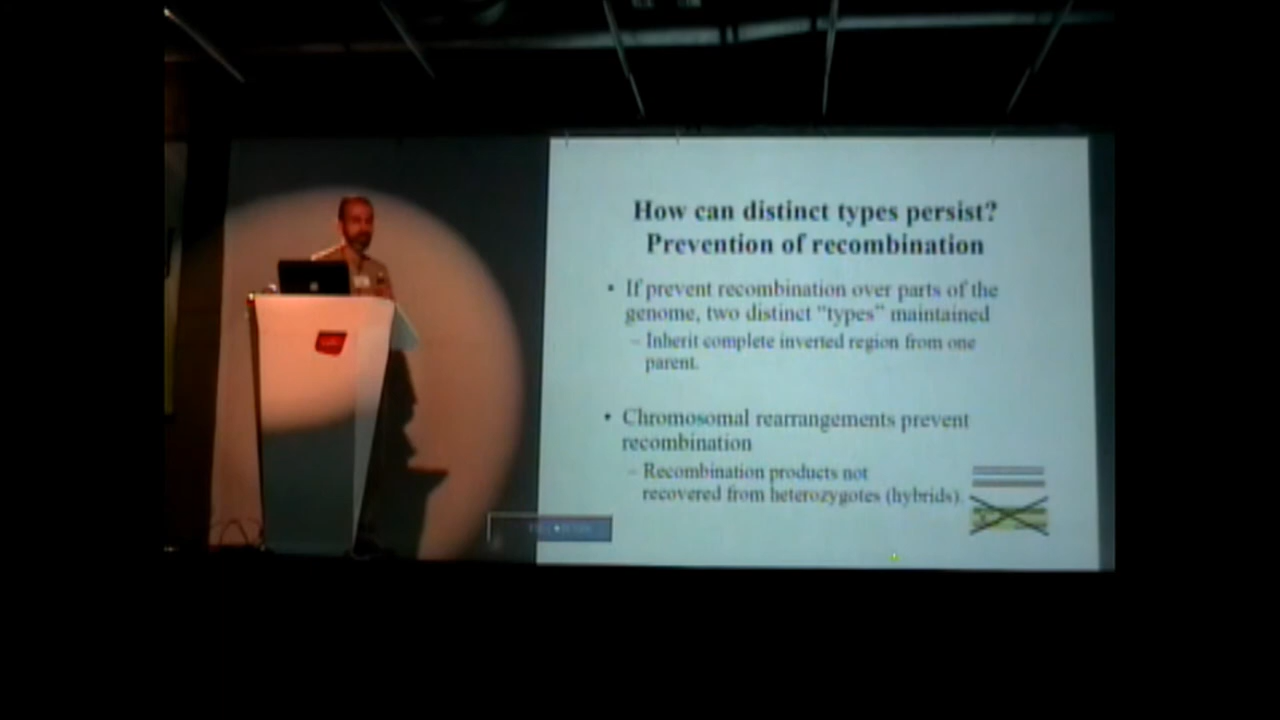 How can distinct types persist?
Prevention of recombination
• If prevent recombination over parts of the
genome, two distinct "types" maintained
– Inherit complete inverted region from one
parent.
• Chromosomal rearrangements prevent
recombination
– Recombination products not
recovered from heterozygotes (hybrids).